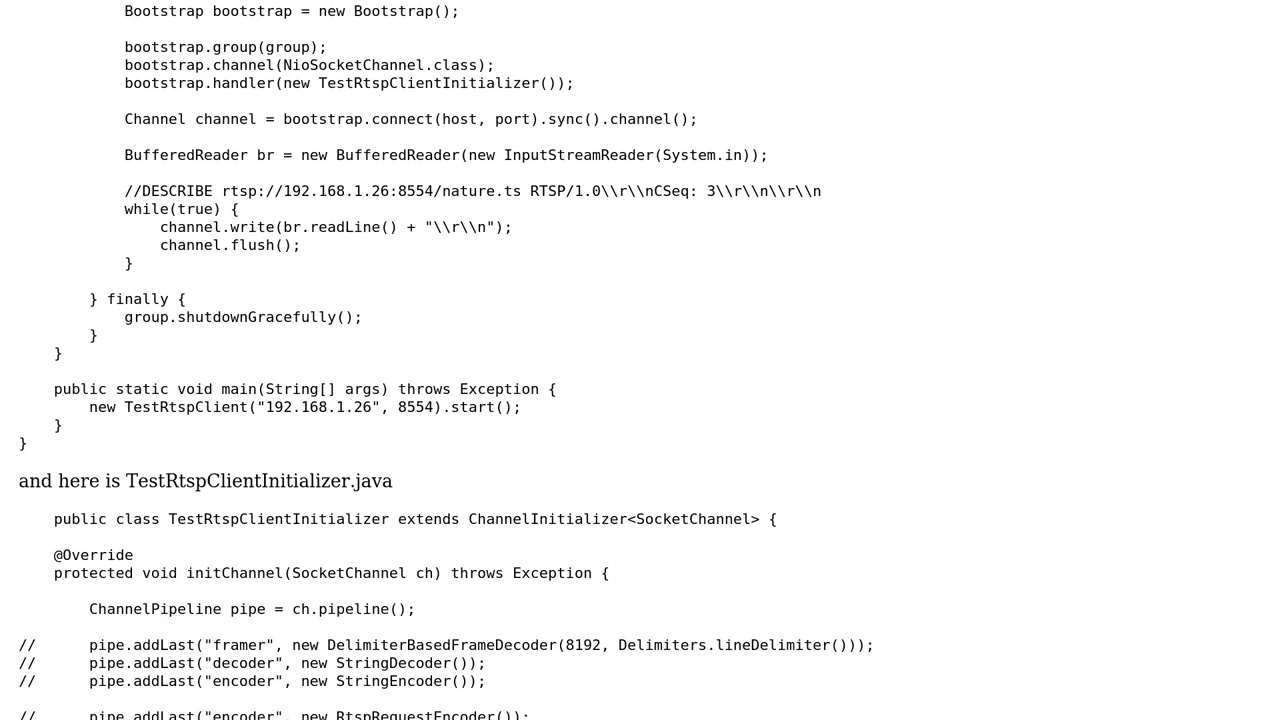 Bootstrap bootstrap = new Bootstrap();
bootstrap.group(group);
bootstrap.channel(NioSocketChannel.class);
bootstrap.handler(new TestRtspClientInitializer());
Channel channel = bootstrap.connect(host, port).sync().channel();
BufferedReader br = new BufferedReader(new InputStreamReader(System.in));
//DESCRIBE rtsp://192.168.1.26:8554/nature.ts RTSP/1.0\\r\\nCSeq: 3\\r\\n\\r\\n
while(true) {
channel.write(br.readLine() + "\\r\\n");
channel.flush();
}
} finally {
group.shutdownGracefully();
}
}
public static void main(String[] args) throws Exception {
new TestRtspClient("192.168.1.26", 8554).start();
}
}
and here is TestRtspClientInitializer.java
public class TestRtspClientInitializer extends ChannelInitializer<SocketChannel> {
@Override
protected void initChannel(SocketChannel ch) throws Exception {
ChannelPipeline pipe = ch.pipeline();
// pipe.addLast("framer", new DelimiterBasedFrameDecoder(8192, Delimiters.lineDelimiter()));
// pipe.addLast("decoder", new StringDecoder());
// pipe.addLast("encoder", new StringEncoder());
// pipe.addLast("encoder", new RtspRequestEncoder());